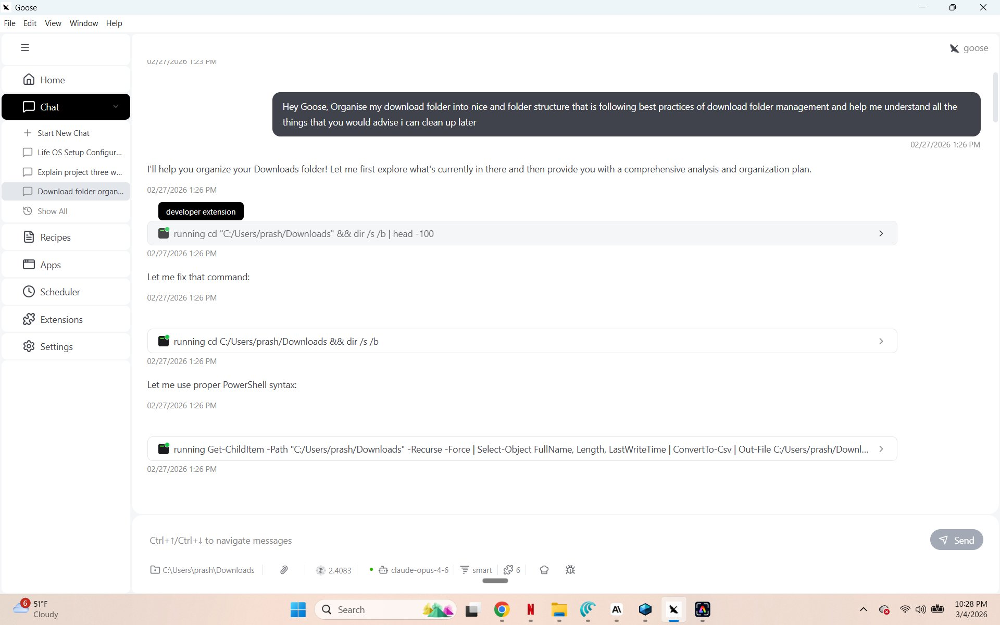 Goose
File Edit View Window Help
goose
Home
Chat
Start New Chat
Life OS Setup Configur...
Explain project three w...
Download folder organ...
Show All
Recipes
Apps
Scheduler
Extensions
Settings
02/27/2026 1:23 PM
Hey Goose, Organise my download folder into nice and folder structure that is following best practices of download folder management and help me understand all the
things that you would advise i can clean up later
02/27/2026 1:26 PM
I'll help you organize your Downloads folder! Let me first explore what's currently in there and then provide you with a comprehensive analysis and organization plan.
02/27/2026 1:26 PM
developer extension
running cd "C:/Users/prash/Downloads" && dir /s /b | head -100
02/27/2026 1:26 PM
Let me fix that command:
02/27/2026 1:26 PM
running cd C:/Users/prash/Downloads && dir /s /b
02/27/2026 1:26 PM
Let me use proper PowerShell syntax:
02/27/2026 1:26 PM
running Get-ChildItem -Path "C:/Users/prash/Downloads" -Recurse -Force | Select-Object FullName, Length, LastWriteTime | ConvertTo-Csv | Out-File C:/Users/prash/Downl...
02/27/2026 1:26 PM
Ctrl+↑/Ctrl+↓ to navigate messages
Send
C:\Users\prash\Downloads 2.4083 claude-opus-4-6 smart 6
6
51°F
Cloudy
Search
10:28 PM
3/4/2026